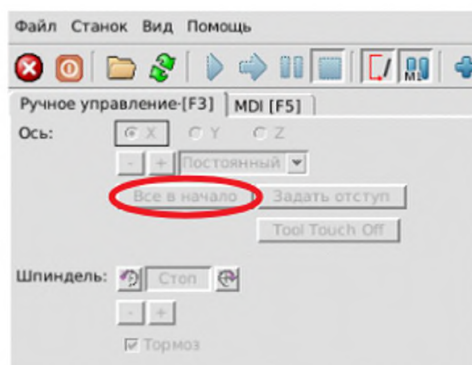 Файл Станок Вид Помощь
M1
Ручное управление [F3] MDI [F5]
Ось: X Y Z
- + Постоянный
Все в начало Задать отступ
Tool Touch Off
Шпиндель: Стоп
- +
Тормоз